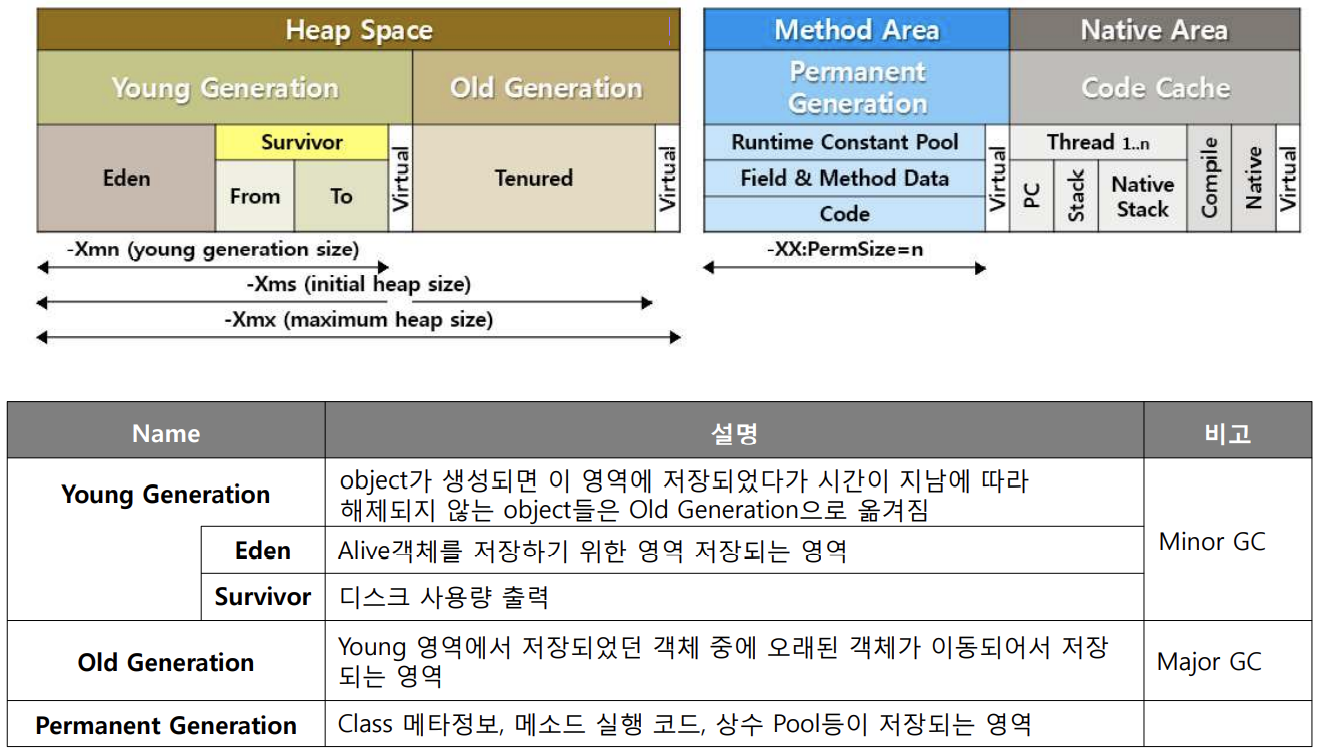 Heap Space
Method Area
Native Area
Young Generation
Old Generation
Permanent
Generation
Code Cache
Eden
Survivor
From
To
Virtual
Tenured
Virtual
Runtime Constant Pool
Field & Method Data
Code
Virtual
Thread 1..n
PC
Stack
Native
Stack
Compile
Native
Virtual
-Xmn (young generation size)
-Xms (initial heap size)
-Xmx (maximum heap size)
-XX:PermSize=n
Name
설명
비고
Young Generation
object가 생성되면 이 영역에 저장되었다가 시간이 지남에 따라
해제되지 않는 object들은 Old Generation으로 옮겨짐
Minor GC
Eden
Alive객체를 저장하기 위한 영역 저장되는 영역
Survivor
디스크 사용량 출력
Old Generation
Young 영역에서 저장되었던 객체 중에 오래된 객체가 이동되어서 저장
되는 영역
Major GC
Permanent Generation
Class 메타정보, 메소드 실행 코드, 상수 Pool등이 저장되는 영역